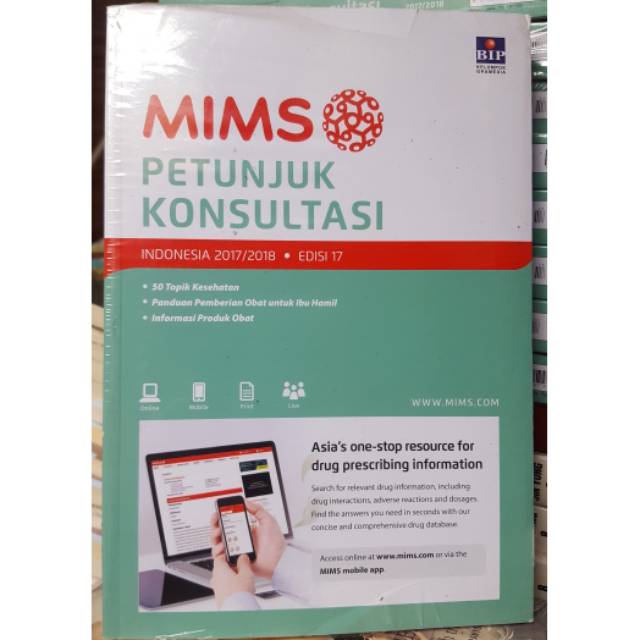 2017/2018
BIP
KELOMPOK
GRAMEDIA
MIMS
PETUNJUK
KONSULTASI
INDONESIA 2017/2018 • EDISI 17
• 50 Topik Kesehatan
• Panduan Pemberian Obat untuk Ibu Hamil
• Informasi Produk Obat
Online Mobile Print Live
WWW.MIMS.COM
Asia's one-stop resource for
drug prescribing information
Search for relevant drug information, including
drug interactions, adverse reactions and dosages.
Find the answers you need in seconds with our
concise and comprehensive drug database.
Access online at www.mims.com or via the
MIMS mobile app.